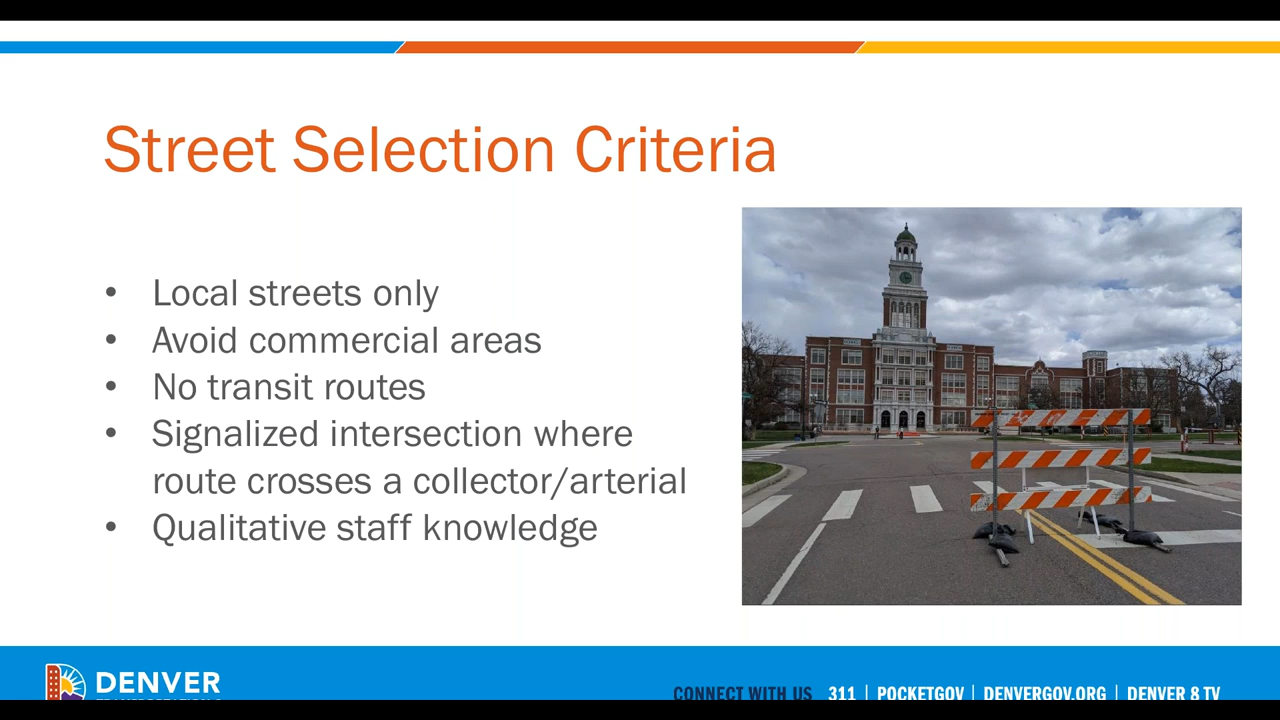 Street Selection Criteria
• Local streets only
• Avoid commercial areas
• No transit routes
• Signalized intersection where
route crosses a collector/arterial
• Qualitative staff knowledge
DENVER
CONNECT WITH US 311 | POCKETGOV | DENVERGOV.ORG | DENVER 8 TV